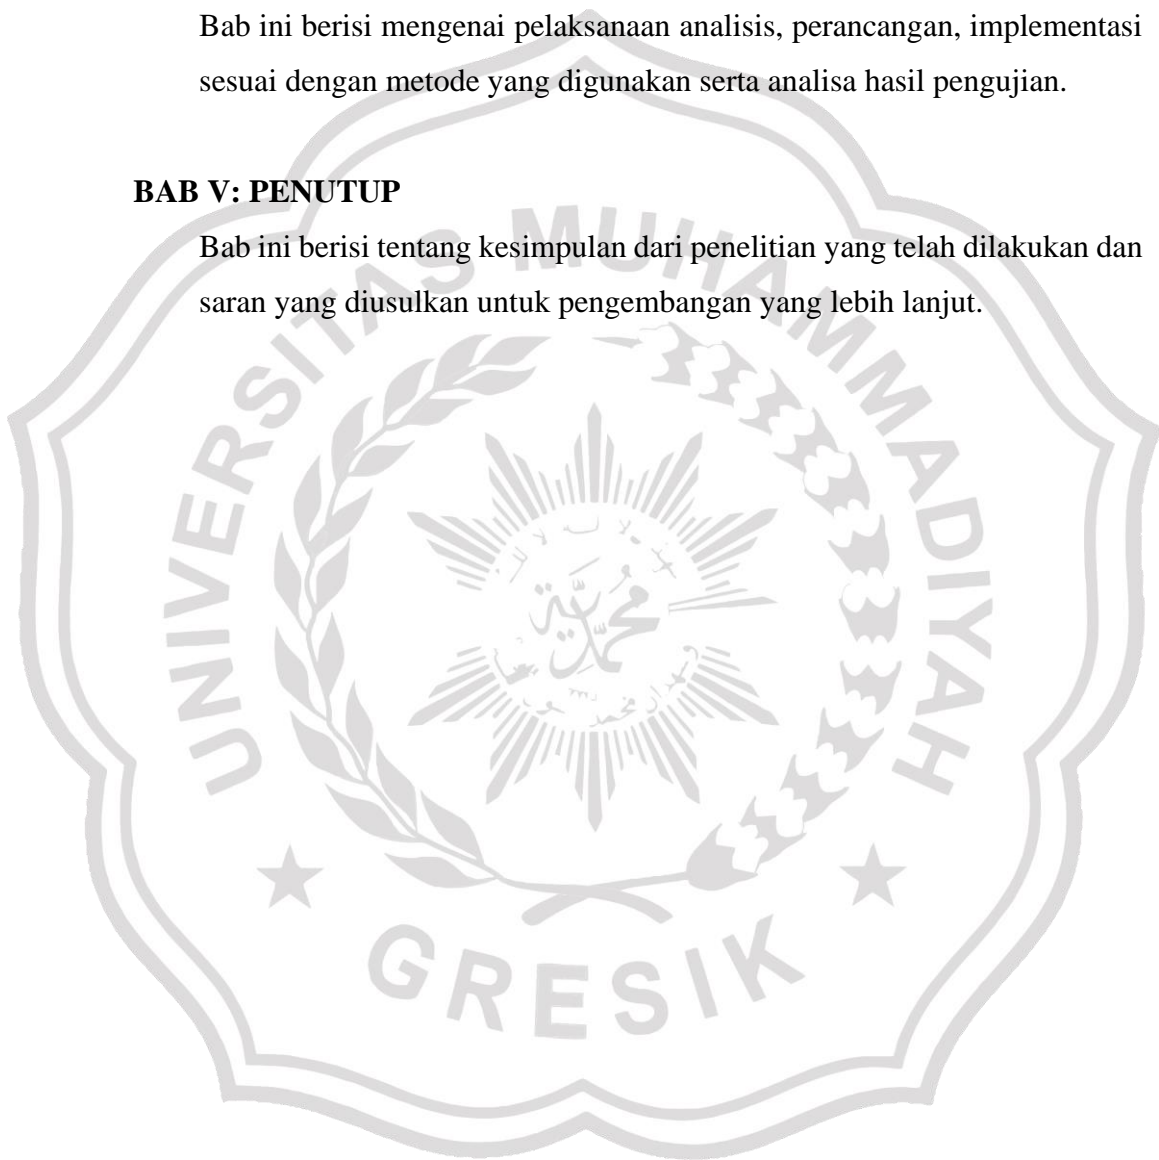 Bab ini berisi mengenai pelaksanaan analisis, perancangan, implementasi
sesuai dengan metode yang digunakan serta analisa hasil pengujian.
BAB V: PENUTUP
Bab ini berisi tentang kesimpulan dari penelitian yang telah dilakukan dan
saran yang diusulkan untuk pengembangan yang lebih lanjut.
UNIVERSITAS MUHAMMADIYAH
GRESIK